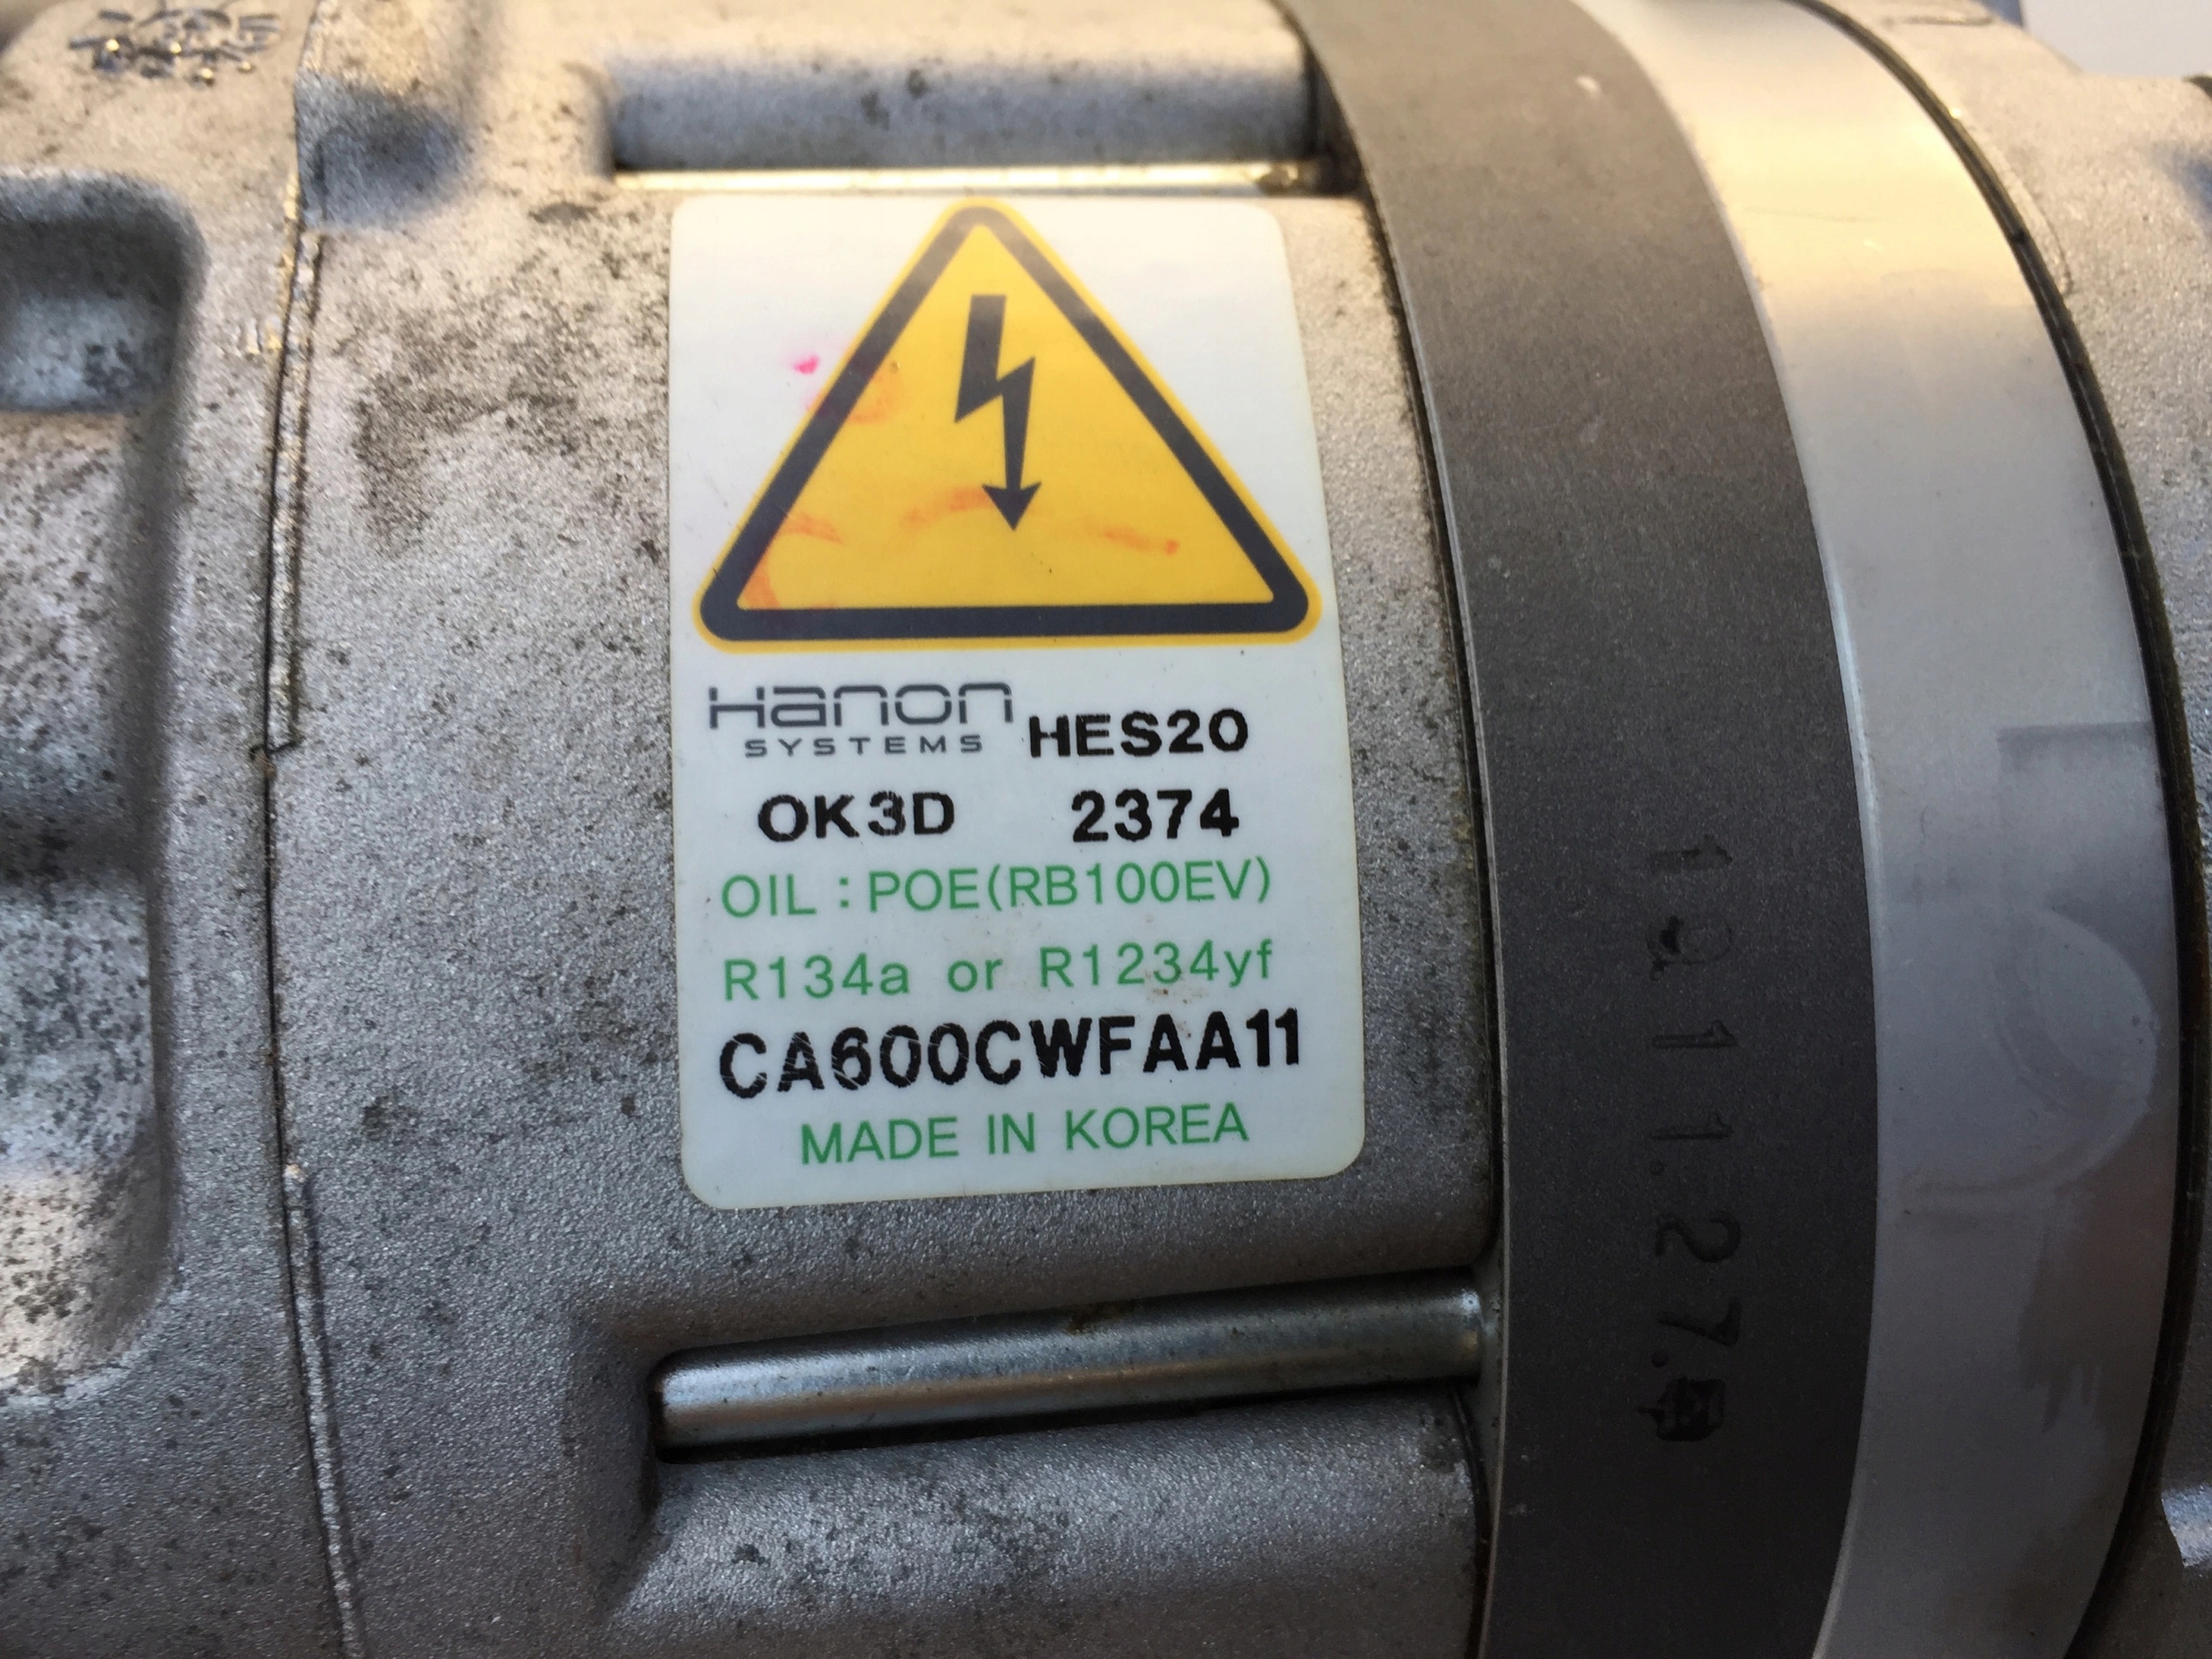 Hanon
SYSTEMS HES20
OK3D 2374
OIL : POE(RB100EV)
R134a or R1234yf
CA600CWFAA11
MADE IN KOREA